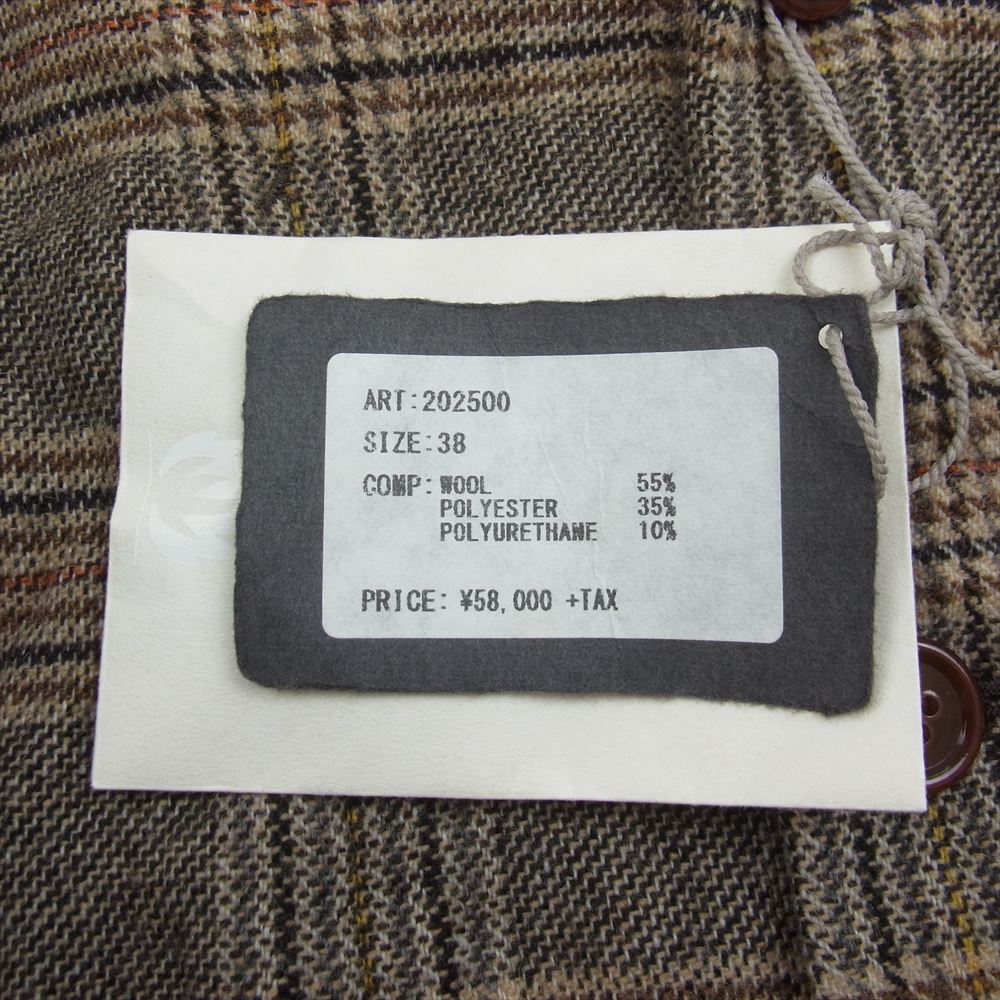 ART:202500
SIZE:38
COMP: WOOL 55%
POLYESTER 35%
POLYURETHANE 10%
PRICE: ¥58,000 +TAX